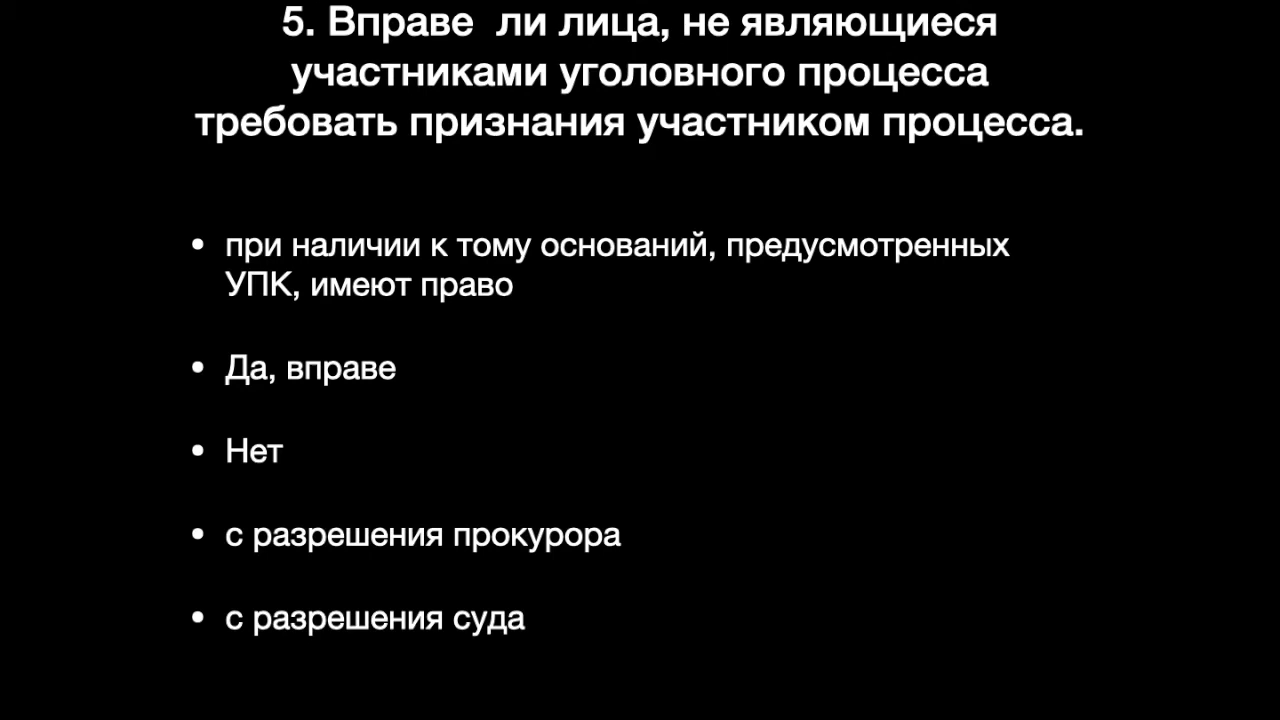 5. Вправе  ли лица, не являющиеся
участниками уголовного процесса
требовать признания участником процесса.
• при наличии к тому оснований, предусмотренных
УПК, имеют право
• Да, вправе
• Нет
• с разрешения прокурора
• с разрешения суда